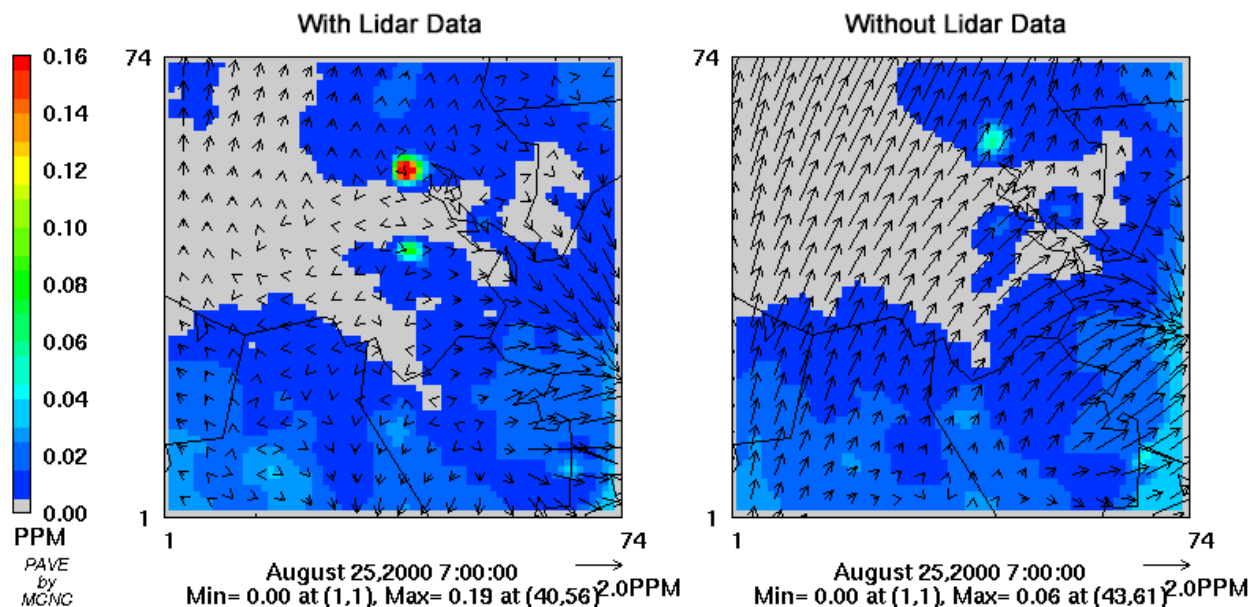 With Lidar Data
Without Lidar Data
0.16
0.14
0.12
0.10
0.08
0.06
0.04
0.02
0.00
PPM
PAVE
by
MCNC
74
1
1
74
August 25,2000 7:00:00
Min= 0.00 at (1,1), Max= 0.19 at (40,56)
2.0PPM
74
1
1
74
August 25,2000 7:00:00
Min= 0.00 at (1,1), Max= 0.06 at (43,61)
2.0PPM